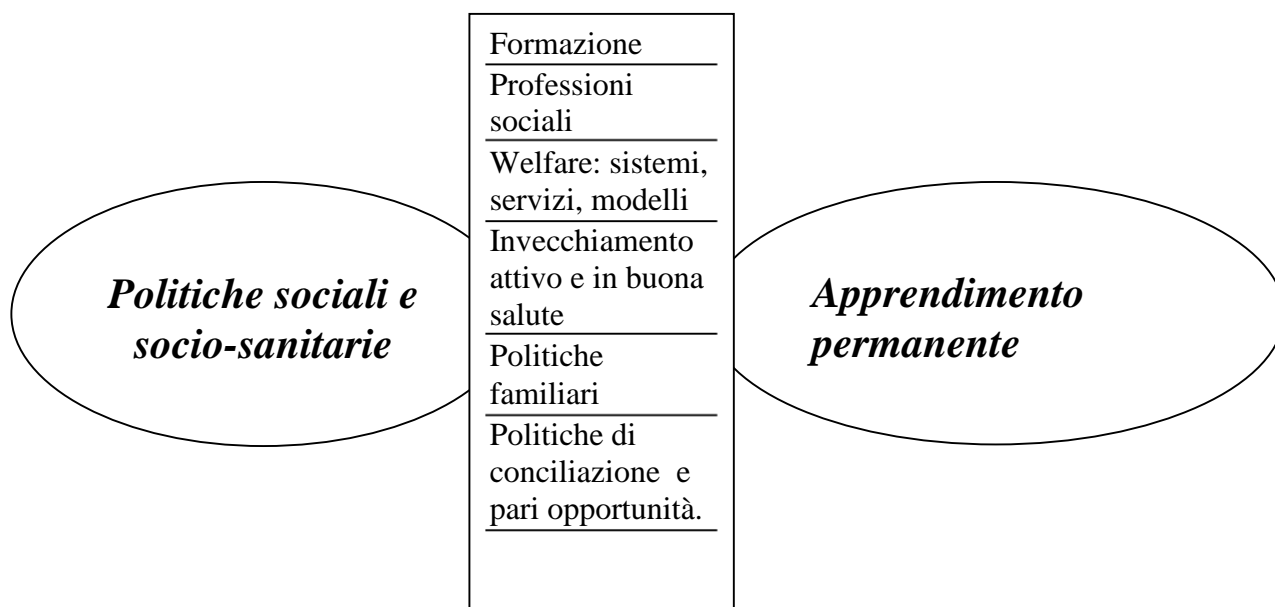 Politiche sociali e
socio-sanitarie
Formazione
Professioni
sociali
Welfare: sistemi,
servizi, modelli
Invecchiamento
attivo e in buona
salute
Politiche
familiari
Politiche di
conciliazione e
pari opportunità.
Apprendimento
permanente